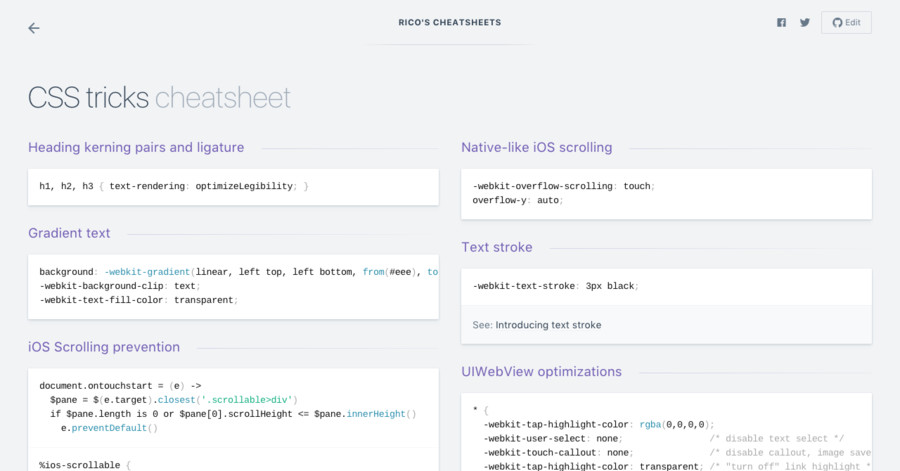 RICO'S CHEATSHEETS
Edit
CSS tricks cheatsheet
Heading kerning pairs and ligature
h1, h2, h3 { text-rendering: optimizeLegibility; }
Gradient text
background: -webkit-gradient(linear, left top, left bottom, from(#eee), to
-webkit-background-clip: text;
-webkit-text-fill-color: transparent;
iOS Scrolling prevention
document.ontouchstart = (e) ->
$pane = $(e.target).closest('.scrollable>div')
if $pane.length is 0 or $pane[0].scrollHeight <= $pane.innerHeight()
e.preventDefault()
%ios-scrollable {
Native-like iOS scrolling
-webkit-overflow-scrolling: touch;
overflow-y: auto;
Text stroke
-webkit-text-stroke: 3px black;
See: Introducing text stroke
UIWebView optimizations
* {
-webkit-tap-highlight-color: rgba(0,0,0,0);
-webkit-user-select: none; /* disable text select */
-webkit-touch-callout: none; /* disable callout, image save
-webkit-tap-highlight-color: transparent; /* "turn off" link highlight *